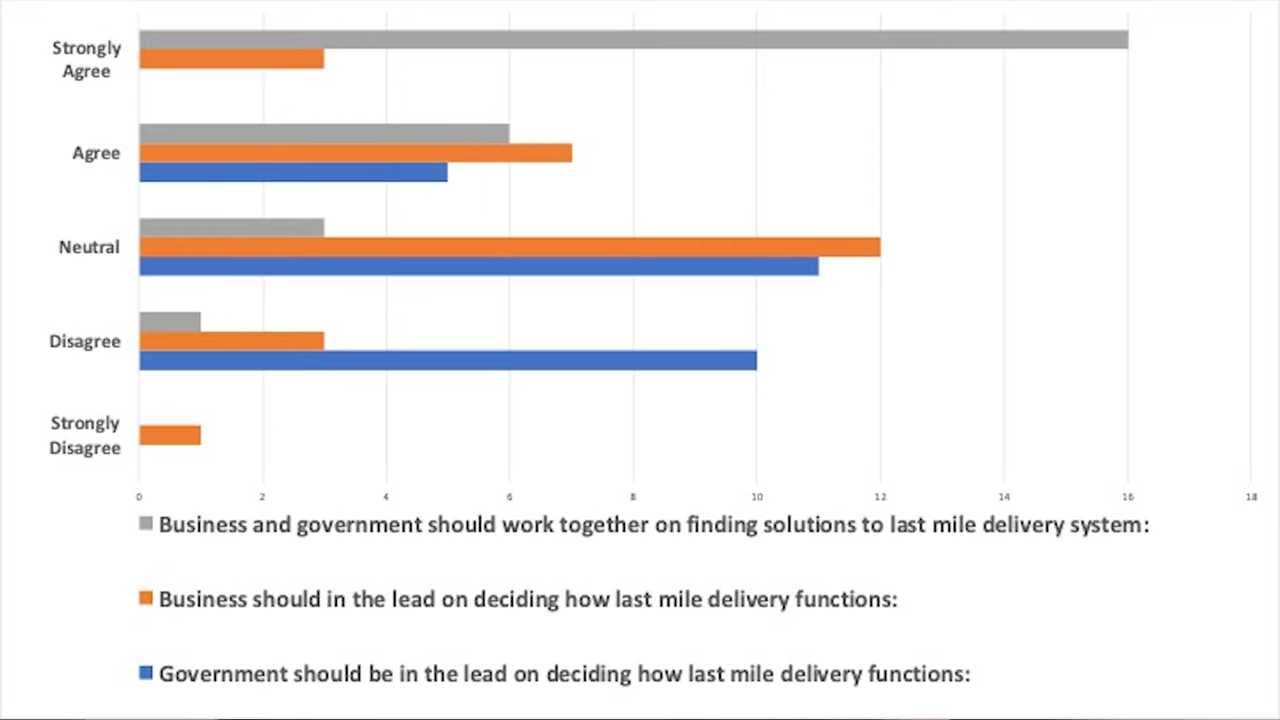 Strongly
Agree
Agree
Neutral
Disagree
Strongly
Disagree
0 2 4 6 8 10 12 14 16 18
Business and government should work together on finding solutions to last mile delivery system:
Business should in the lead on deciding how last mile delivery functions:
Government should be in the lead on deciding how last mile delivery functions: